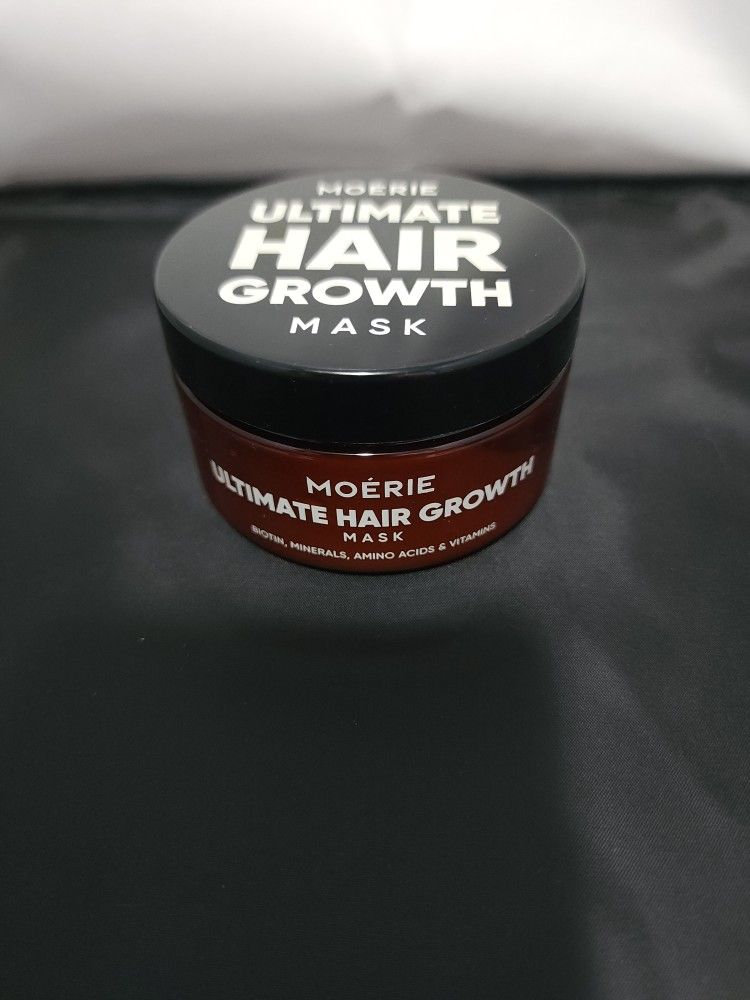 MOÉRIE
ULTIMATE
HAIR
GROWTH
MASK
MOÉRIE
ULTIMATE HAIR GROWTH
MASK
BIOTIN, MINERALS, AMINO ACIDS & VITAMINS